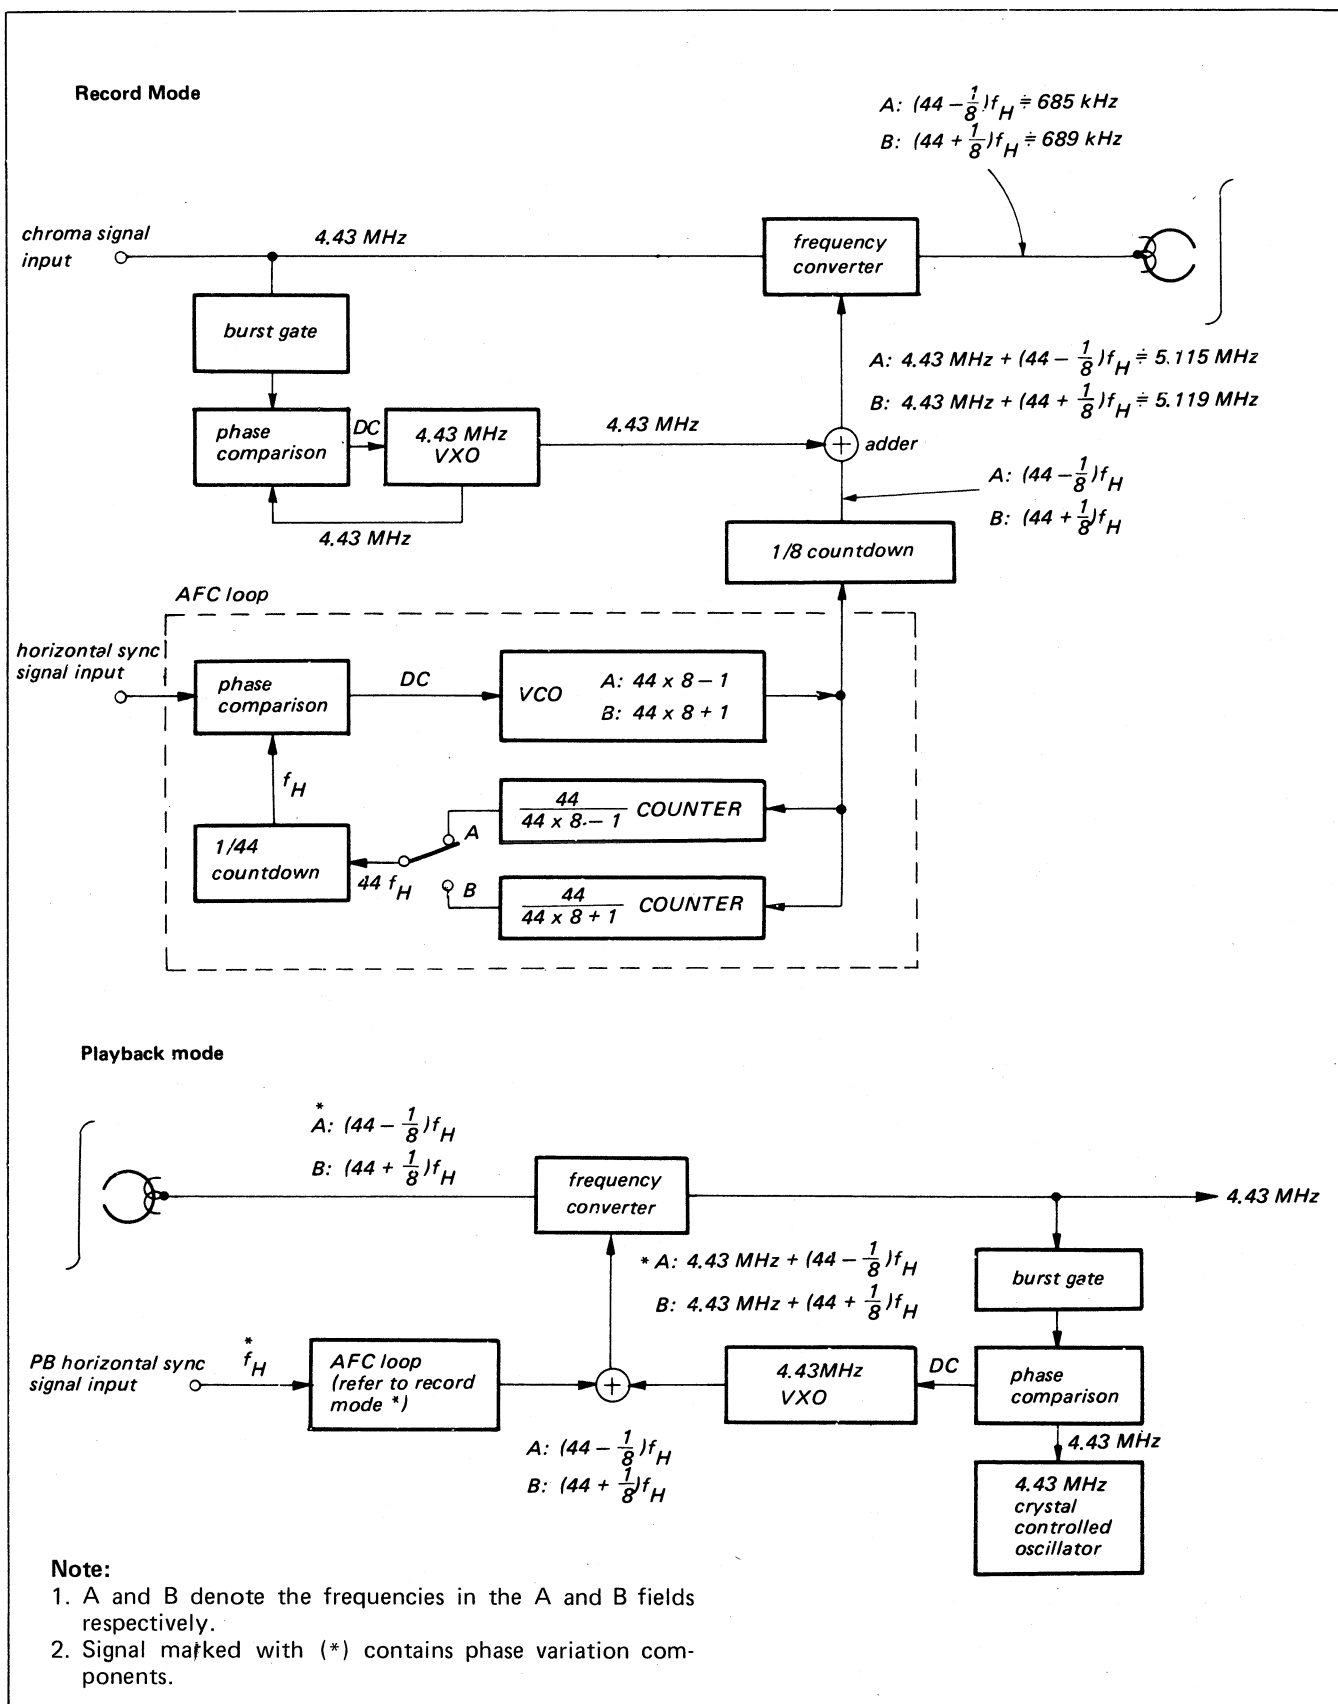 Record Mode
A: (44 - 1/8)fH ≑ 685 kHz
B: (44 + 1/8)fH ≑ 689 kHz
chroma signal
input
4.43 MHz
frequency
converter
burst gate
A: 4.43 MHz + (44 - 1/8)fH ≑ 5.115 MHz
B: 4.43 MHz + (44 + 1/8)fH ≑ 5.119 MHz
phase
comparison
DC
4.43 MHz
VXO
4.43 MHz
+
adder
4.43 MHz
A: (44 - 1/8)fH
B: (44 + 1/8)fH
1/8 countdown
AFC loop
horizontal sync
signal input
phase
comparison
DC
VCO
A: 44 x 8 - 1
B: 44 x 8 + 1
fH
44 / 44 x 8 - 1 COUNTER
A
1/44
countdown
44 fH
B
44 / 44 x 8 + 1 COUNTER
Playback mode
*
A: (44 - 1/8)fH
B: (44 + 1/8)fH
frequency
converter
4.43 MHz
* A: 4.43 MHz + (44 - 1/8)fH
B: 4.43 MHz + (44 + 1/8)fH
burst gate
PB horizontal sync
signal input
*
fH
AFC loop
(refer to record
mode *)
+
4.43MHz
VXO
DC
phase
comparison
A: (44 - 1/8)fH
B: (44 + 1/8)fH
4.43 MHz
4.43 MHz
crystal
controlled
oscillator
Note:
1. A and B denote the frequencies in the A and B fields
respectively.
2. Signal marked with (*) contains phase variation com-
ponents.